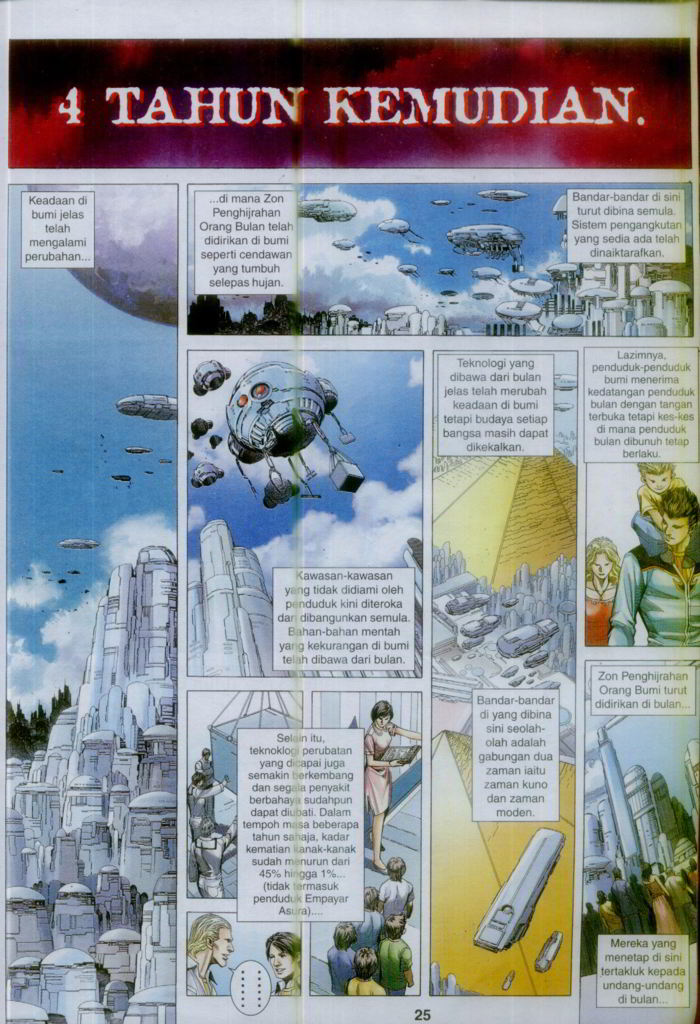 4 TAHUN KEMUDIAN.
Keadaan di
bumi jelas
telah
mengalami
perubahan...
...di mana Zon
Penghijrahan
Orang Bulan telah
didirikan di bumi
seperti cendawan
yang tumbuh
selepas hujan.
Bandar-bandar di sini
turut dibina semula.
Sistem pengangkutan
yang sedia ada telah
dinaiktarafkan.
Kawasan-kawasan
yang tidak didiami oleh
penduduk kini diteroka
dan dibangunkan semula.
Bahan-bahan mentah
yang kekurangan di bumi
telah dibawa dari bulan.
Teknologi yang
dibawa dari bulan
jelas telah merubah
keadaan di bumi
tetapi budaya setiap
bangsa masih dapat
dikekalkan.
Lazimnya,
penduduk-penduduk
bumi menerima
kedatangan penduduk
bulan dengan tangan
terbuka tetapi kes-kes
di mana penduduk
bulan dibunuh tetap
berlaku.
Selain itu,
teknoklogi perubatan
yang dicapai juga
semakin berkembang
dan segala penyakit
berbahaya sudahpun
dapat diubati. Dalam
tempoh masa beberapa
tahun sahaja, kadar
kematian kanak-kanak
sudah menurun dari
45% hingga 1%...
(tidak termasuk
penduduk Empayar
Asura)....
Bandar-bandar
di yang dibina
sini seolah-
olah adalah
gabungan dua
zaman iaitu
zaman kuno
dan zaman
moden.
Zon Penghijrahan
Orang Bumi turut
didirikan di bulan...
Mereka yang
menetap di sini
tertakluk kepada
undang-undang
di bulan...
25